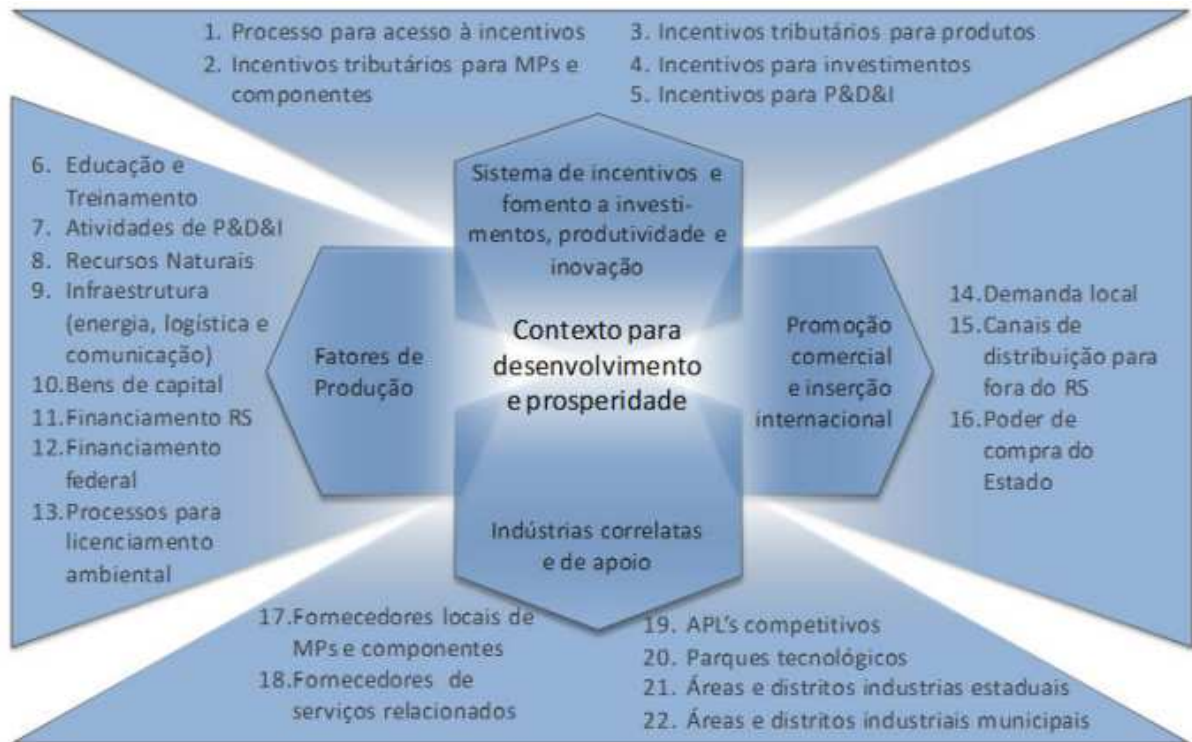 1. Processo para acesso à incentivos
2. Incentivos tributários para MPs e
componentes
3. Incentivos tributários para produtos
4. Incentivos para investimentos
5. Incentivos para P&D&I
6. Educação e
Treinamento
7. Atividades de P&D&I
8. Recursos Naturais
9. Infraestrutura
(energia, logística e
comunicação)
10.Bens de capital
11.Financiamento RS
12.Financiamento
federal
13.Processos para
licenciamento
ambiental
Sistema de incentivos e
fomento a investi-
mentos, produtividade e
inovação
Fatores de
Produção
Contexto para
desenvolvimento
e prosperidade
Promoção
comercial
e inserção
internacional
14.Demanda local
15.Canais de
distribuição para
fora do RS
16.Poder de
compra do
Estado
Indústrias correlatas
e de apoio
17.Fornecedores locais de
MPs e componentes
18.Fornecedores de
serviços relacionados
19. APL's competitivos
20. Parques tecnológicos
21. Áreas e distritos industrias estaduais
22. Áreas e distritos industriais municipais